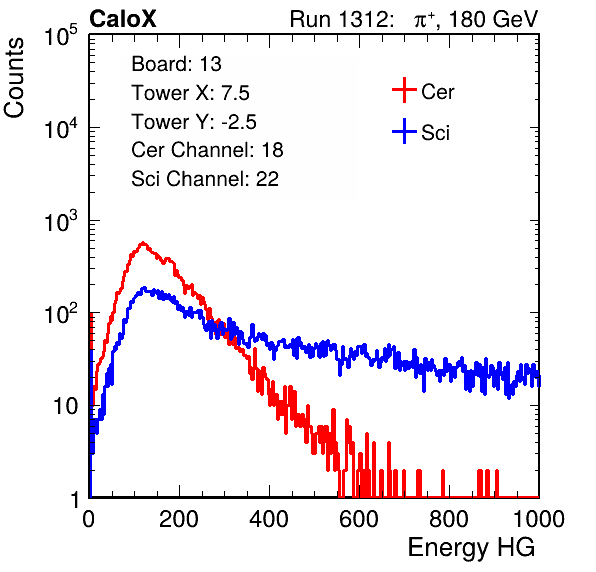 CaloX Run 1312: π⁺, 180 GeV
Counts
Board: 13
Tower X: 7.5
Tower Y: -2.5
Cer Channel: 18
Sci Channel: 22
Cer
Sci
10⁵
10⁴
10³
10²
10
1
0 200 400 600 800 1000
Energy HG